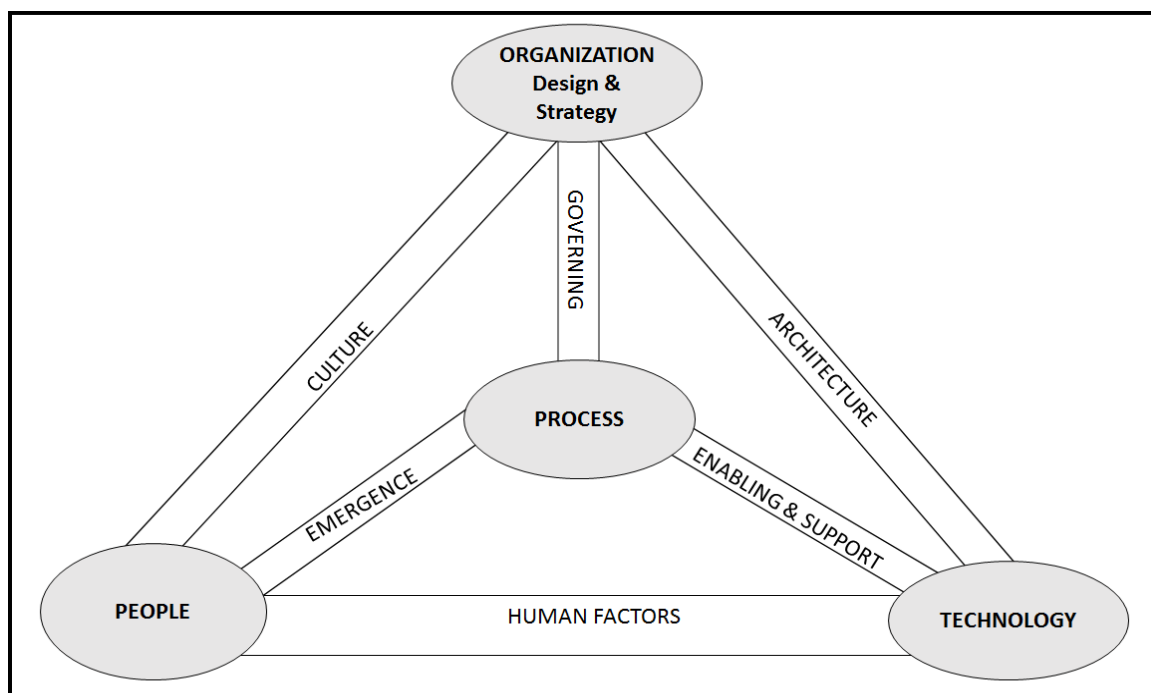 ORGANIZATION
Design &
Strategy
GOVERNING
CULTURE
ARCHITECTURE
PROCESS
EMERGENCE
ENABLING & SUPPORT
PEOPLE
HUMAN FACTORS
TECHNOLOGY